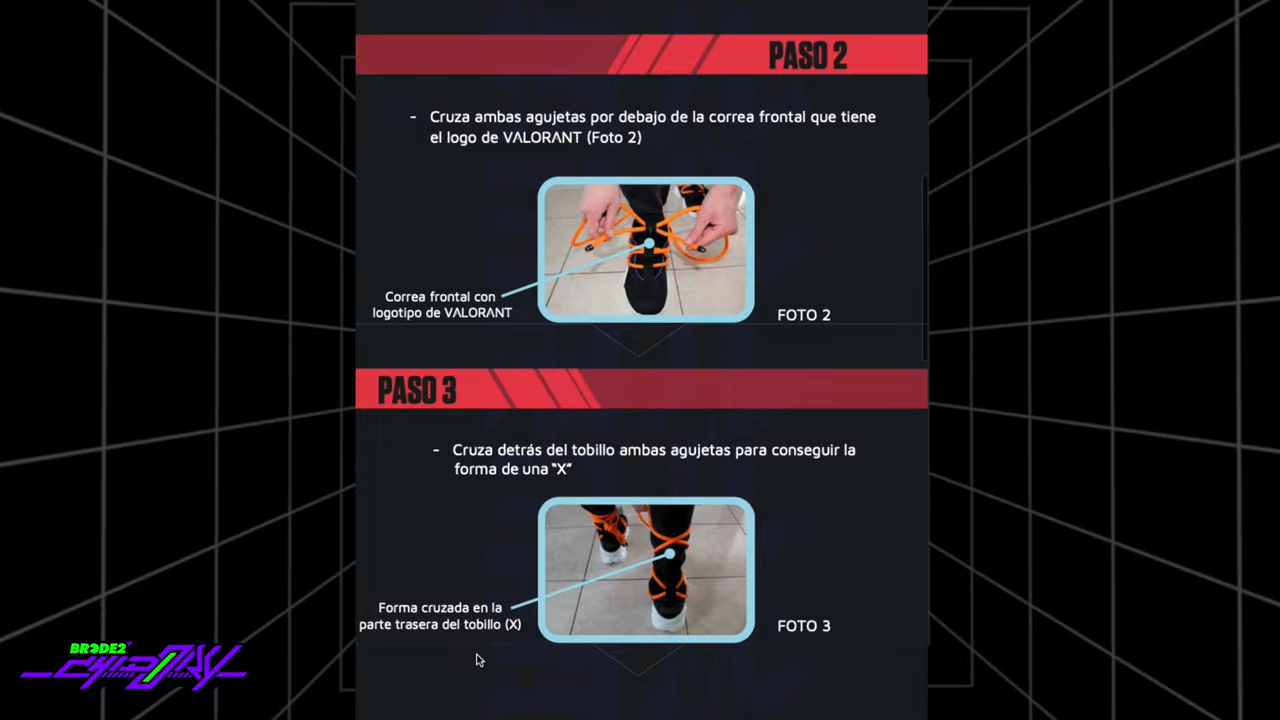 PASO 2
- Cruza ambas agujetas por debajo de la correa frontal que tiene
el logo de VALORANT (Foto 2)
Correa frontal con
logotipo de VALORANT
FOTO 2
PASO 3
- Cruza detrás del tobillo ambas agujetas para conseguir la
forma de una “X”
Forma cruzada en la
parte trasera del tobillo (X)
FOTO 3